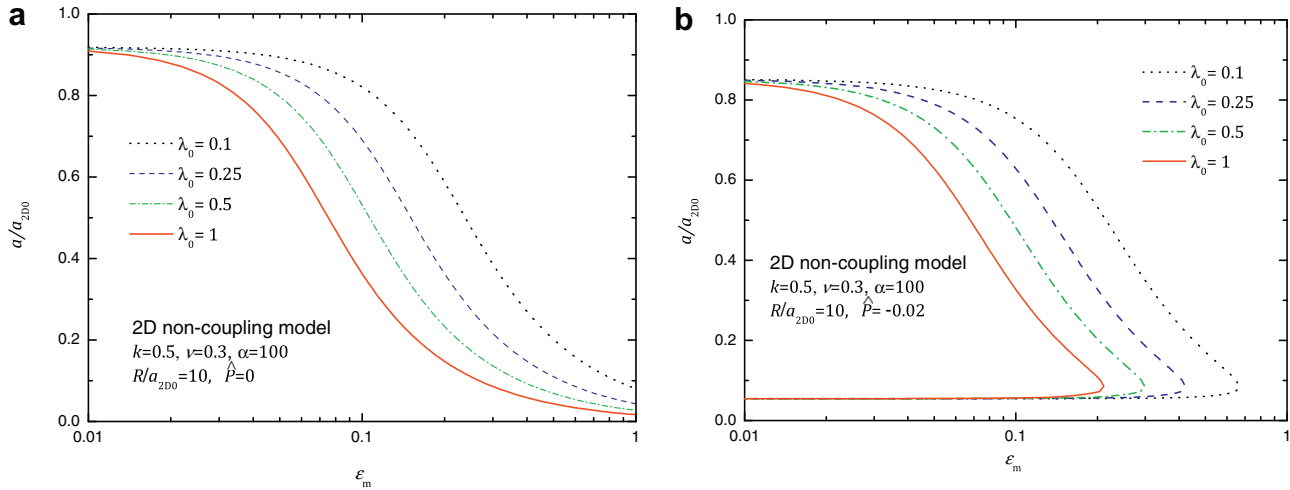 a
1.0
0.8
0.6
0.4
0.2
0.0
a/a2D0
λ0= 0.1
λ0= 0.25
λ0= 0.5
λ0= 1
2D non-coupling model
k=0.5, ν=0.3, α=100
R/a2D0=10, P̂=0
0.01
0.1
1
εm
b
1.0
0.8
0.6
0.4
0.2
0.0
a/a2D0
λ0= 0.1
λ0= 0.25
λ0= 0.5
λ0= 1
2D non-coupling model
k=0.5, ν=0.3, α=100
R/a2D0=10, P̂= -0.02
0.01
0.1
1
εm